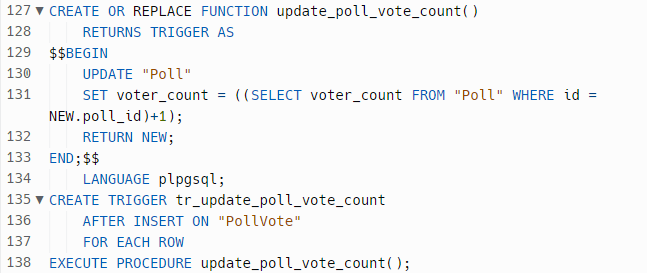 127 CREATE OR REPLACE FUNCTION update_poll_vote_count()
128 RETURNS TRIGGER AS
129 $$BEGIN
130 UPDATE "Poll"
131 SET voter_count = ((SELECT voter_count FROM "Poll" WHERE id =
NEW.poll_id)+1);
132 RETURN NEW;
133 END;$$
134 LANGUAGE plpgsql;
135 CREATE TRIGGER tr_update_poll_vote_count
136 AFTER INSERT ON "PollVote"
137 FOR EACH ROW
138 EXECUTE PROCEDURE update_poll_vote_count();